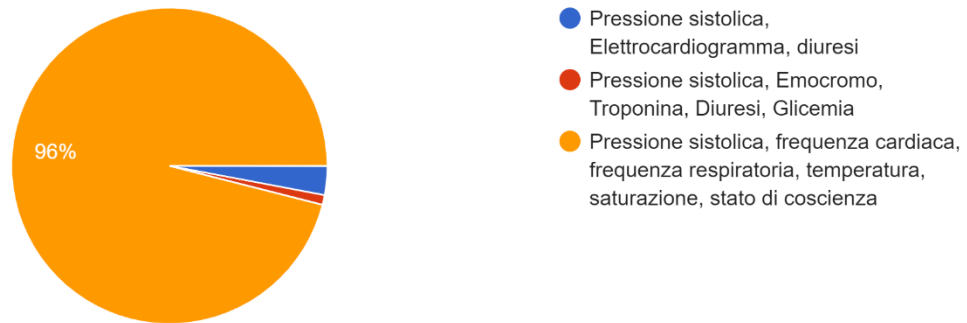 96%
Pressione sistolica,
Elettrocardiogramma, diuresi
Pressione sistolica, Emocromo,
Troponina, Diuresi, Glicemia
Pressione sistolica, frequenza cardiaca,
frequenza respiratoria, temperatura,
saturazione, stato di coscienza